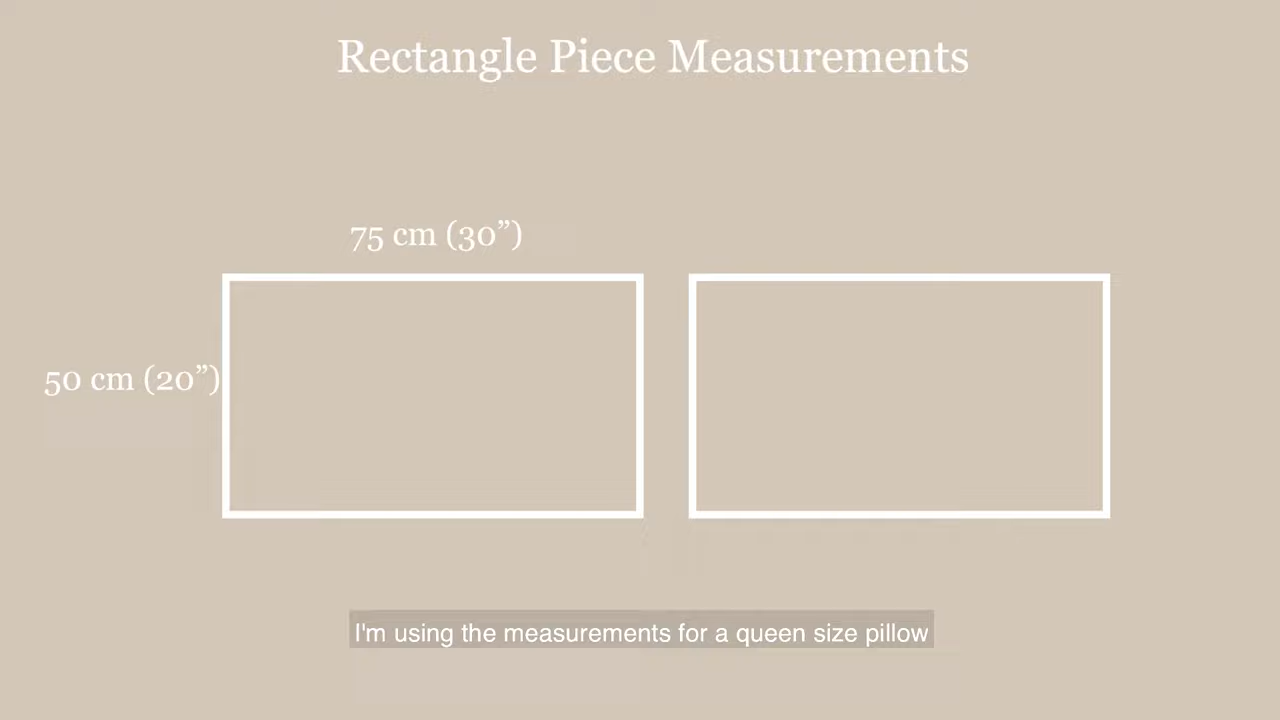 Rectangle Piece Measurements
75 cm (30”)
50 cm (20”)
I'm using the measurements for a queen size pillow